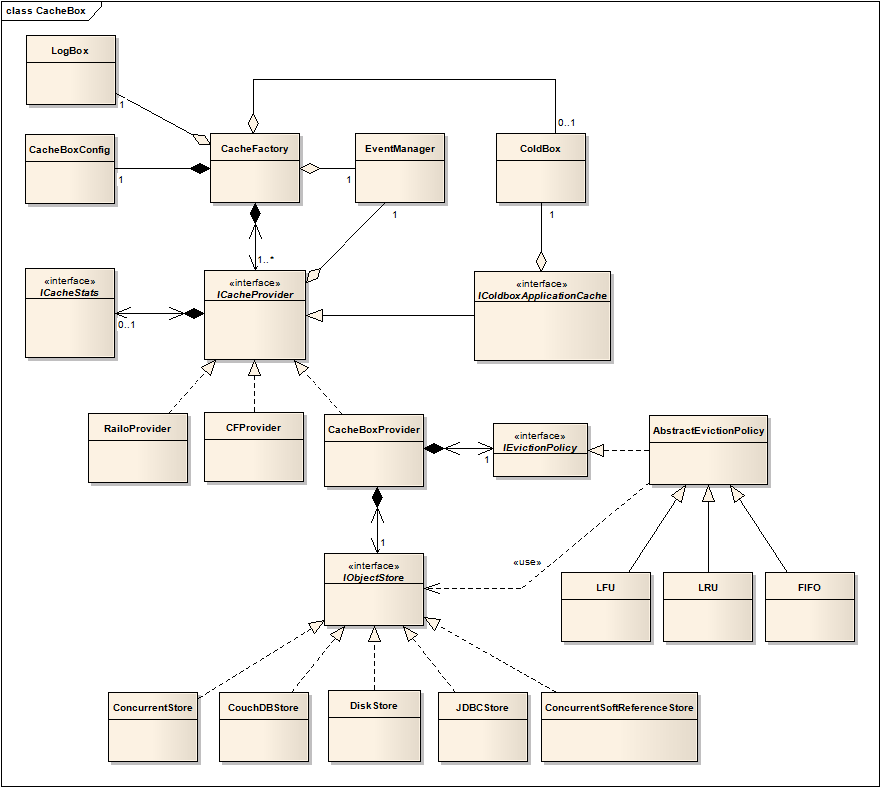 class CacheBox
LogBox
1
0..1
CacheBoxConfig
1
CacheFactory
EventManager
1
ColdBox
1
1
1..*
«interface»
ICacheStats
0..1
«interface»
ICacheProvider
«interface»
IColdboxApplicationCache
RailoProvider
CFProvider
CacheBoxProvider
«interface»
IEvictionPolicy
1
AbstractEvictionPolicy
1
«interface»
IObjectStore
«use»
LFU
LRU
FIFO
ConcurrentStore
CouchDBStore
DiskStore
JDBCStore
ConcurrentSoftReferenceStore